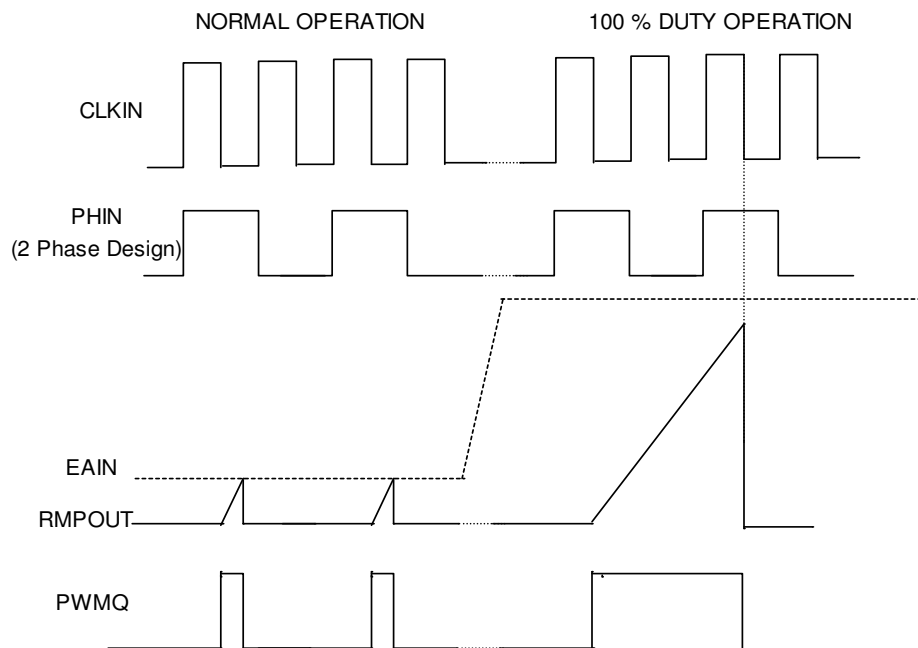 NORMAL OPERATION
100 % DUTY OPERATION
CLKIN
PHIN
(2 Phase Design)
EAIN
RMPOUT
PWMQ